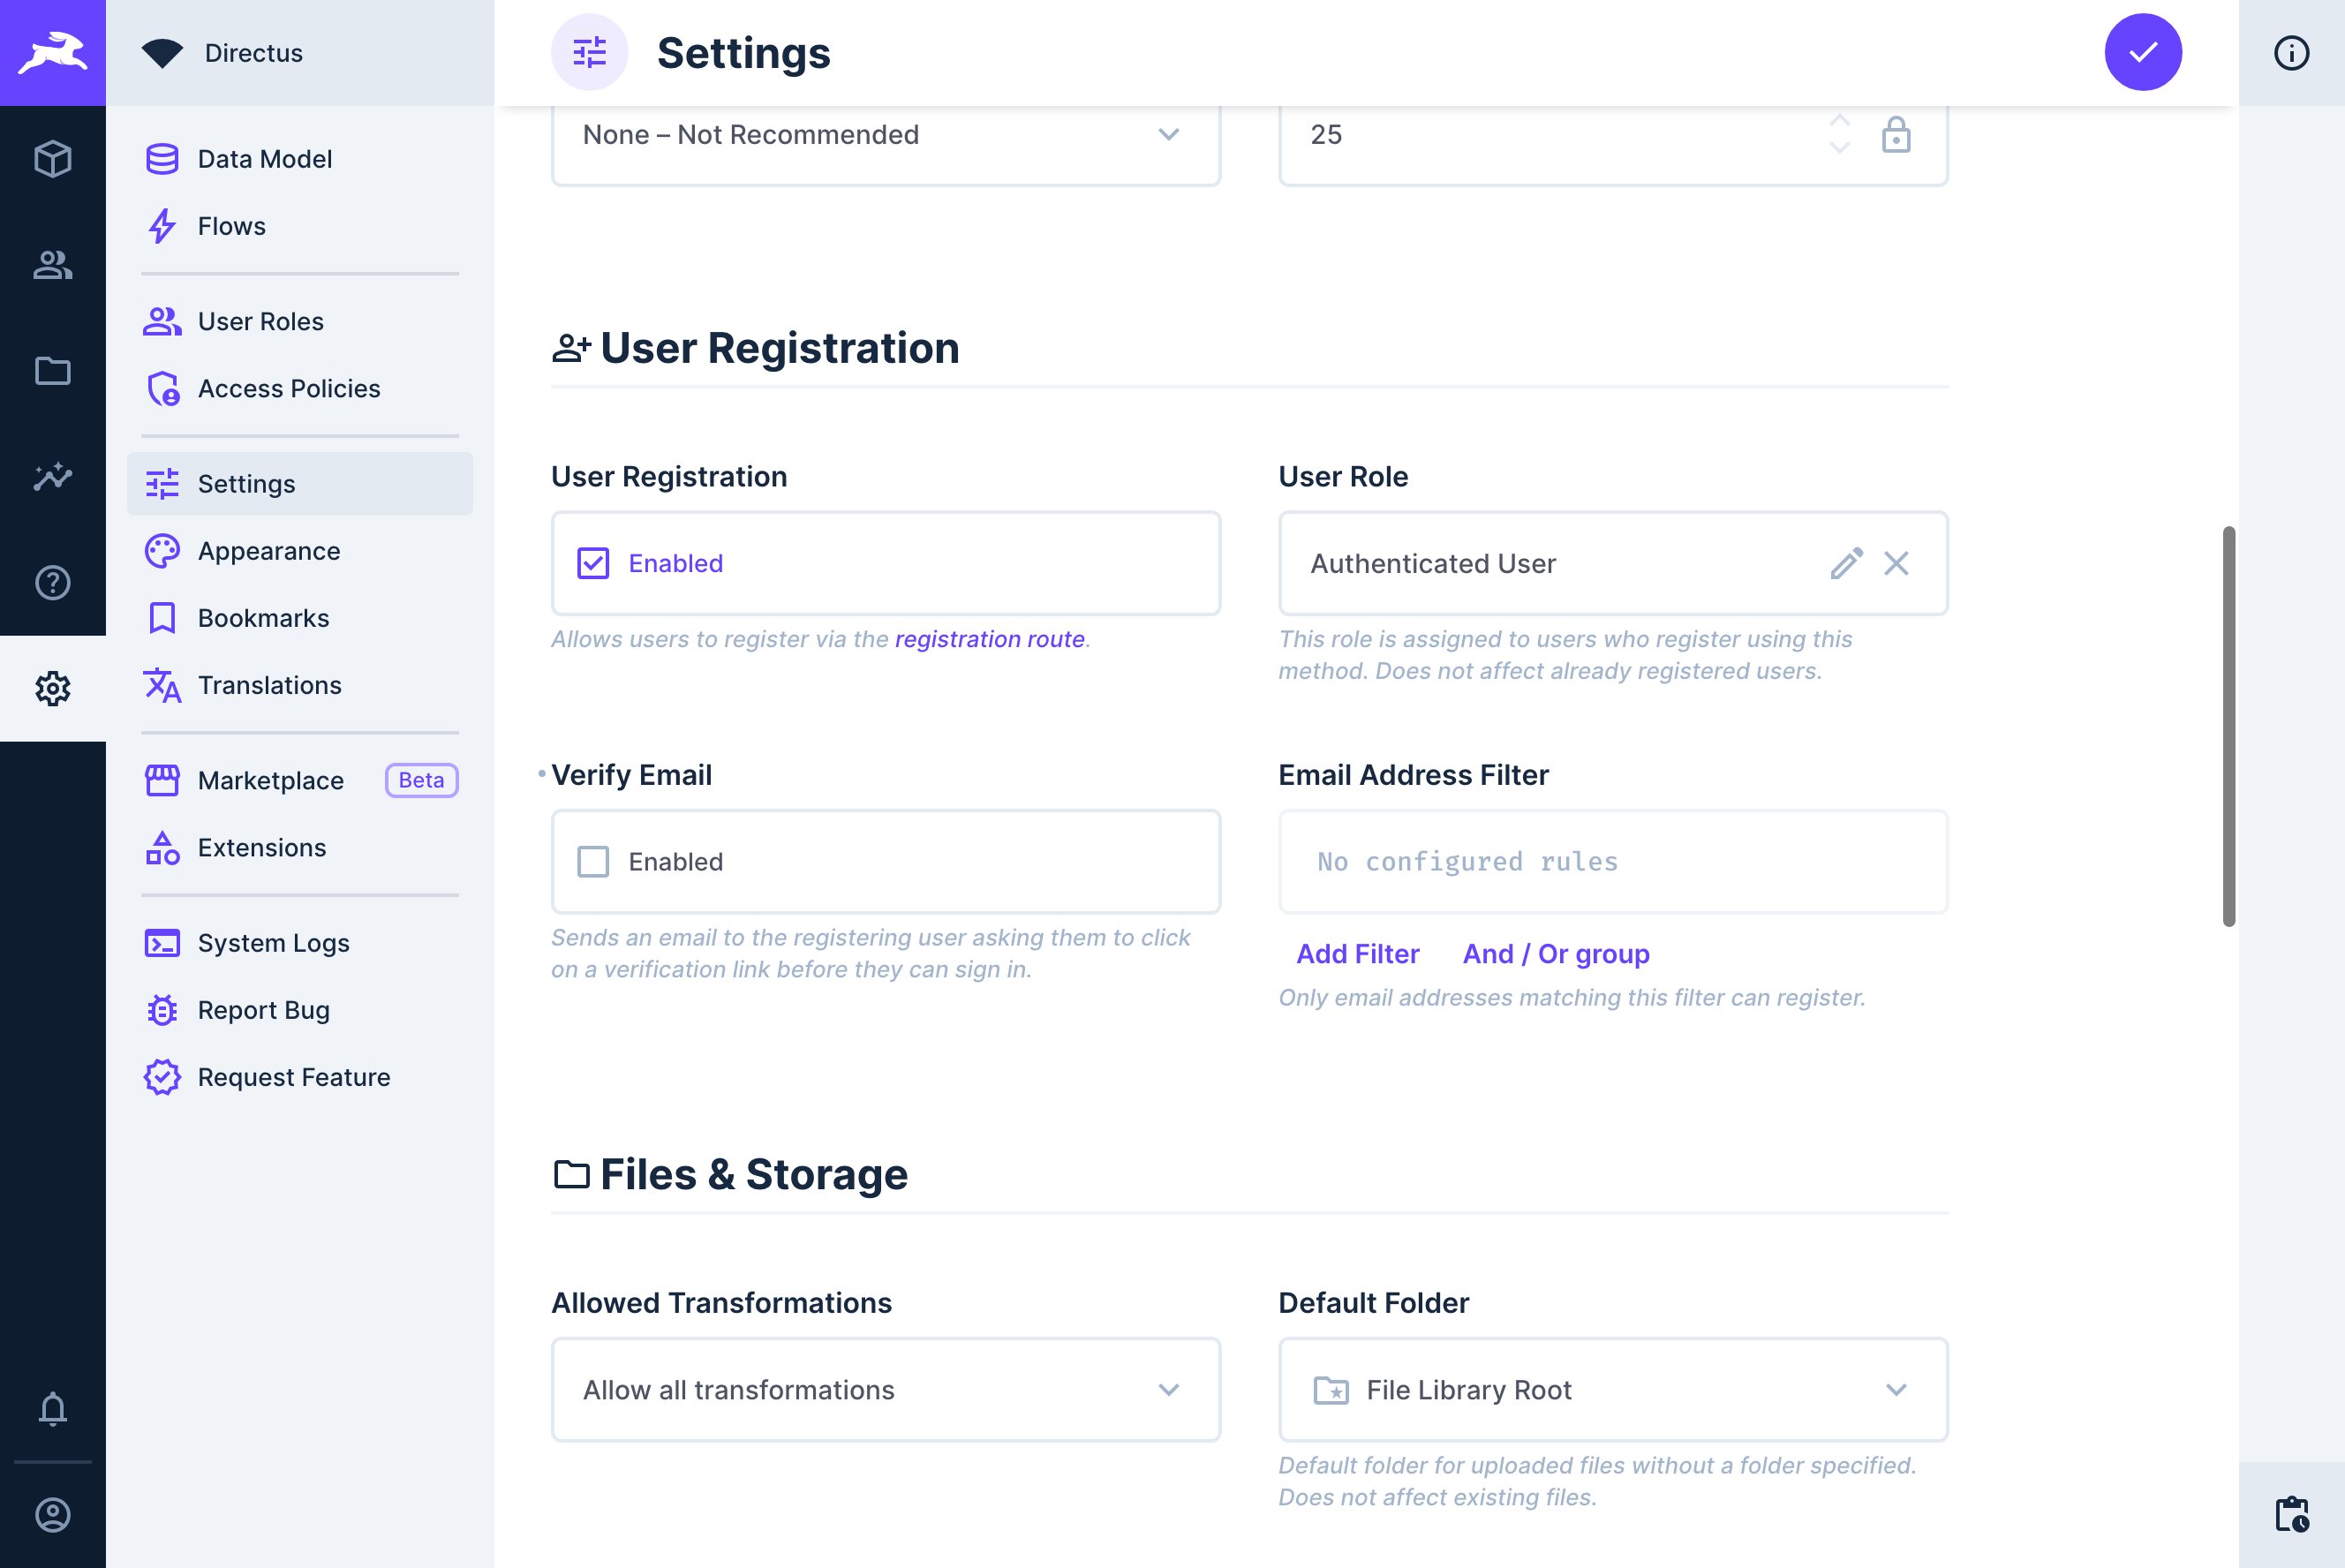 Directus
Settings
Data Model
Flows
User Roles
Access Policies
Settings
Appearance
Bookmarks
Translations
Marketplace
Beta
Extensions
System Logs
Report Bug
Request Feature
None – Not Recommended
25
User Registration
User Registration
User Role
Enabled
Authenticated User
Allows users to register via the registration route.
This role is assigned to users who register using this
method. Does not affect already registered users.
Verify Email
Email Address Filter
Enabled
No configured rules
Sends an email to the registering user asking them to click
on a verification link before they can sign in.
Add Filter
And / Or group
Only email addresses matching this filter can register.
Files & Storage
Allowed Transformations
Default Folder
Allow all transformations
File Library Root
Default folder for uploaded files without a folder specified.
Does not affect existing files.